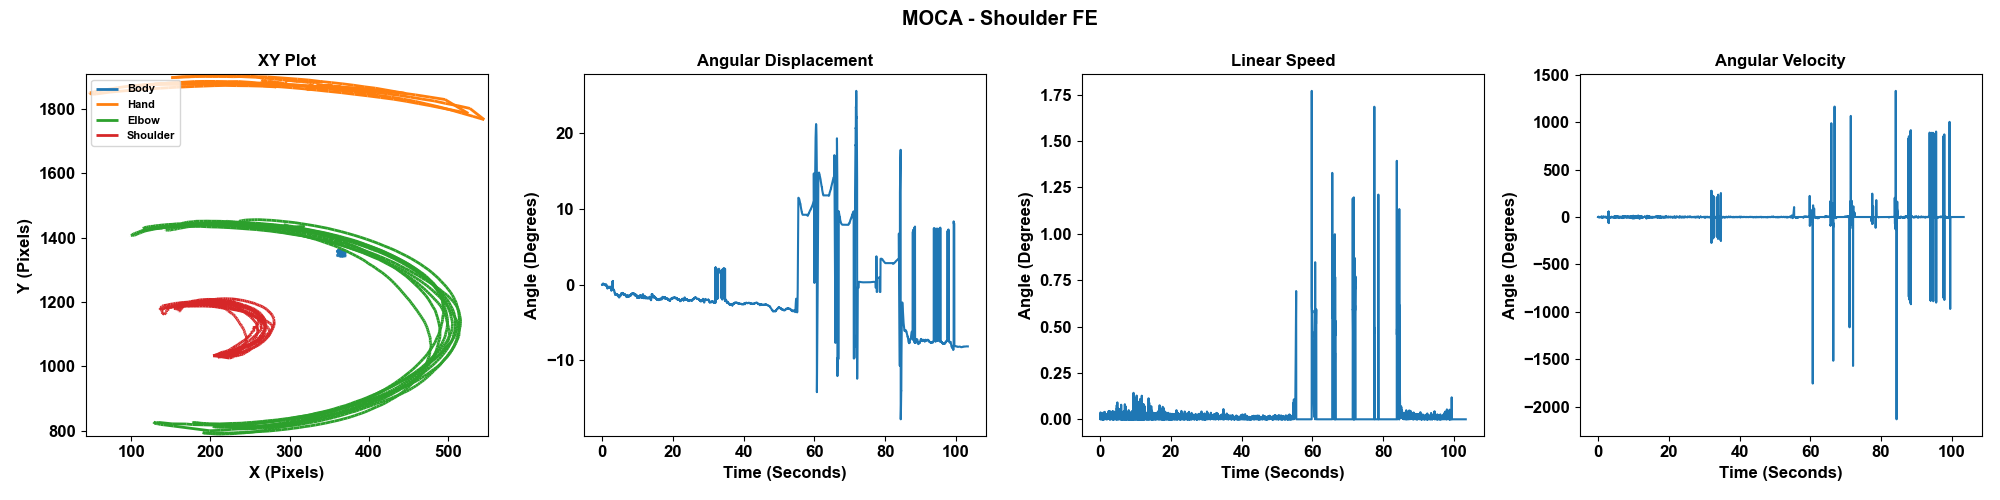 MOCA - Shoulder FE
XY Plot
Y (Pixels)
1800
1600
1400
1200
1000
800
Body
Hand
Elbow
Shoulder
100 200 300 400 500
X (Pixels)
Angular Displacement
Angle (Degrees)
20
10
0
−10
0 20 40 60 80 100
Time (Seconds)
Linear Speed
Angle (Degrees)
1.75
1.50
1.25
1.00
0.75
0.50
0.25
0.00
0 20 40 60 80 100
Time (Seconds)
Angular Velocity
Angle (Degrees)
1500
1000
500
0
−500
−1000
−1500
−2000
0 20 40 60 80 100
Time (Seconds)